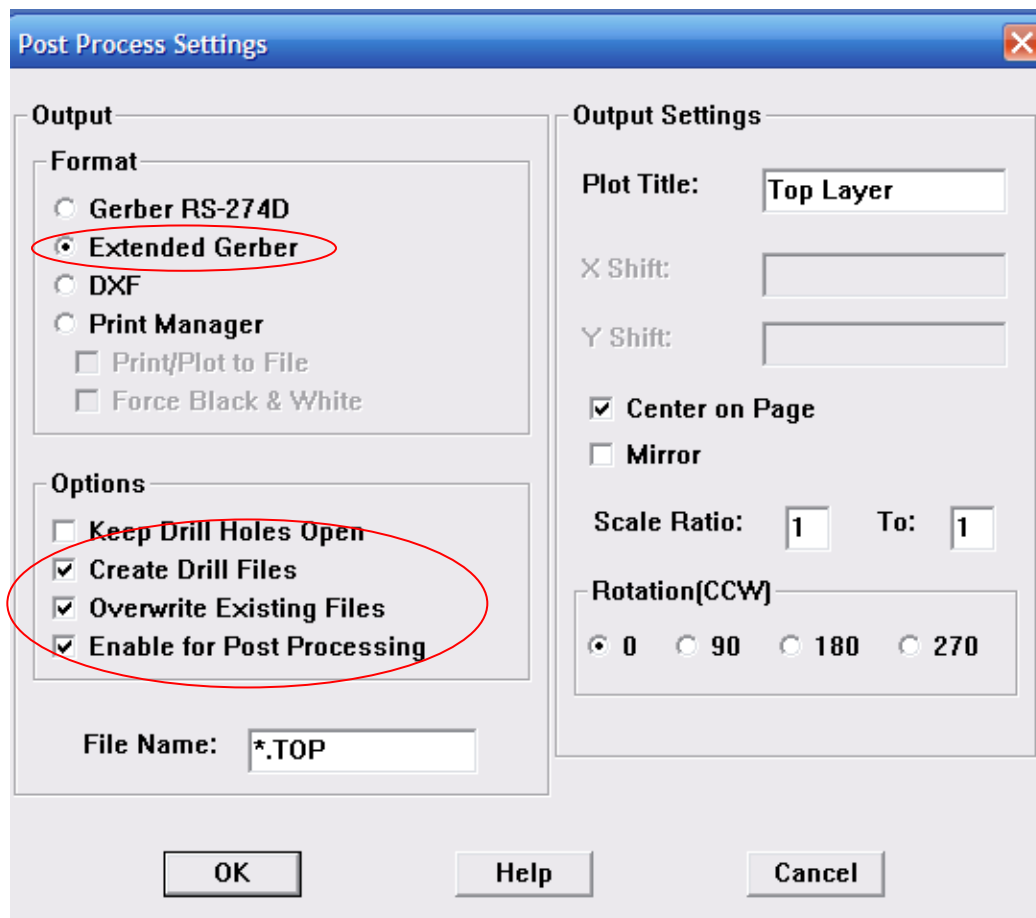 Post Process Settings
Output
Format
Gerber RS-274D
Extended Gerber
DXF
Print Manager
Print/Plot to File
Force Black & White
Options
Keep Drill Holes Open
Create Drill Files
Overwrite Existing Files
Enable for Post Processing
File Name: *.TOP
Output Settings
Plot Title: Top Layer
X Shift:
Y Shift:
Center on Page
Mirror
Scale Ratio: 1 To: 1
Rotation(CCW)
0 90 180 270
OK Help Cancel